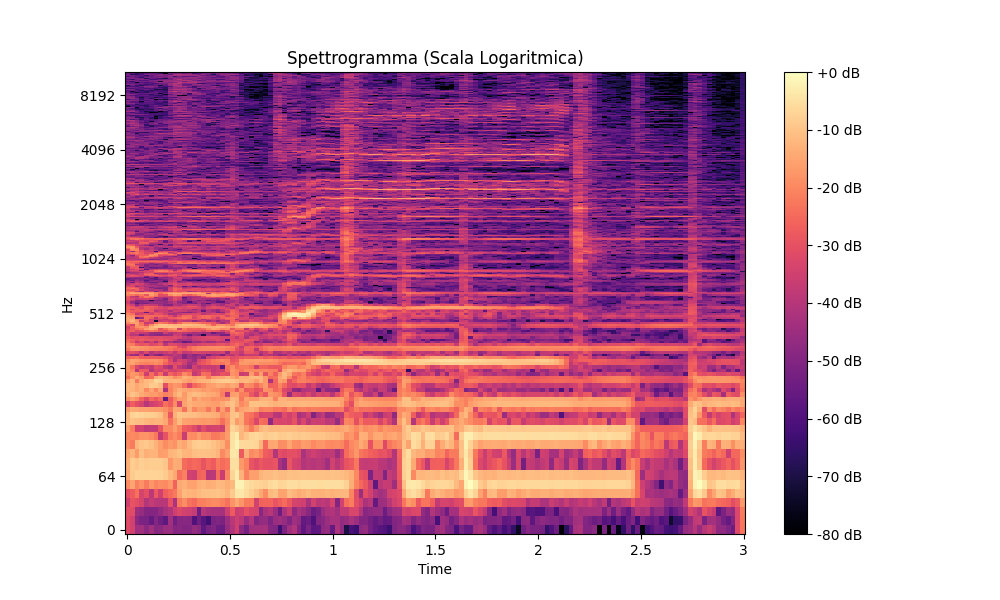 Spettrogramma (Scala Logaritmica)
8192
4096
2048
1024
512
256
128
64
0
Hz
0
0.5
1
1.5
2
2.5
3
Time
+0 dB
-10 dB
-20 dB
-30 dB
-40 dB
-50 dB
-60 dB
-70 dB
-80 dB